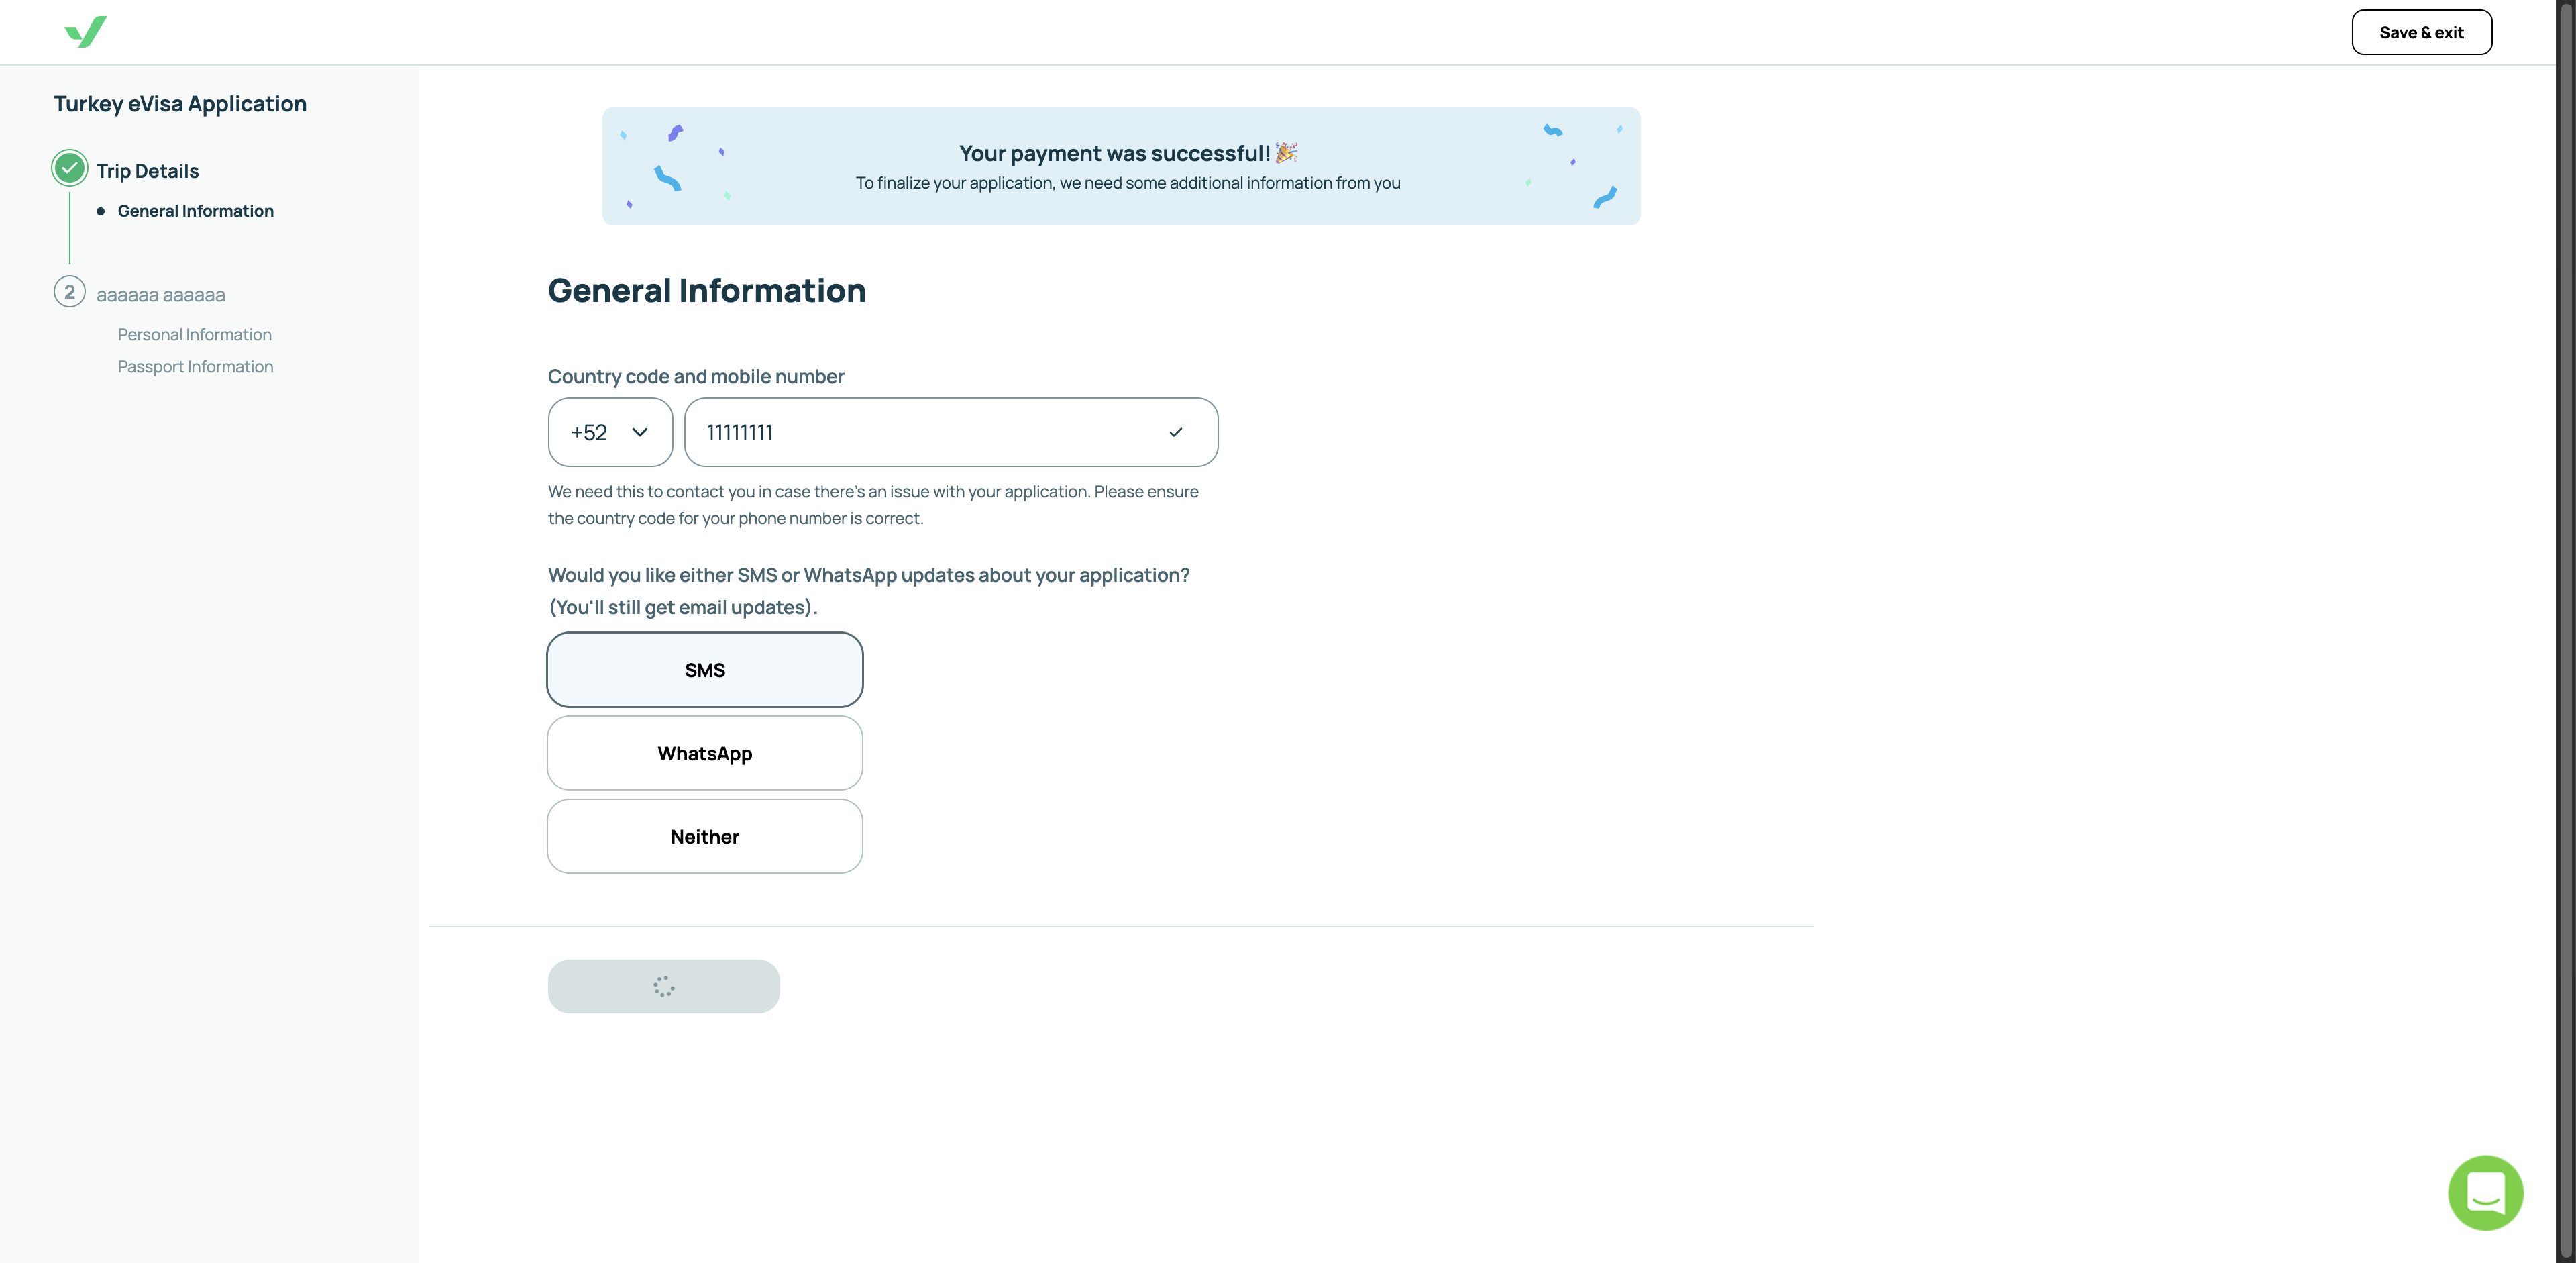 Save & exit
Turkey eVisa Application
Trip Details
General Information
2
aaaaaa aaaaaa
Personal Information
Passport Information
Your payment was successful! 🎉
To finalize your application, we need some additional information from you
General Information
Country code and mobile number
+52
11111111
We need this to contact you in case there's an issue with your application. Please ensure
the country code for your phone number is correct.
Would you like either SMS or WhatsApp updates about your application?
(You'll still get email updates).
SMS
WhatsApp
Neither